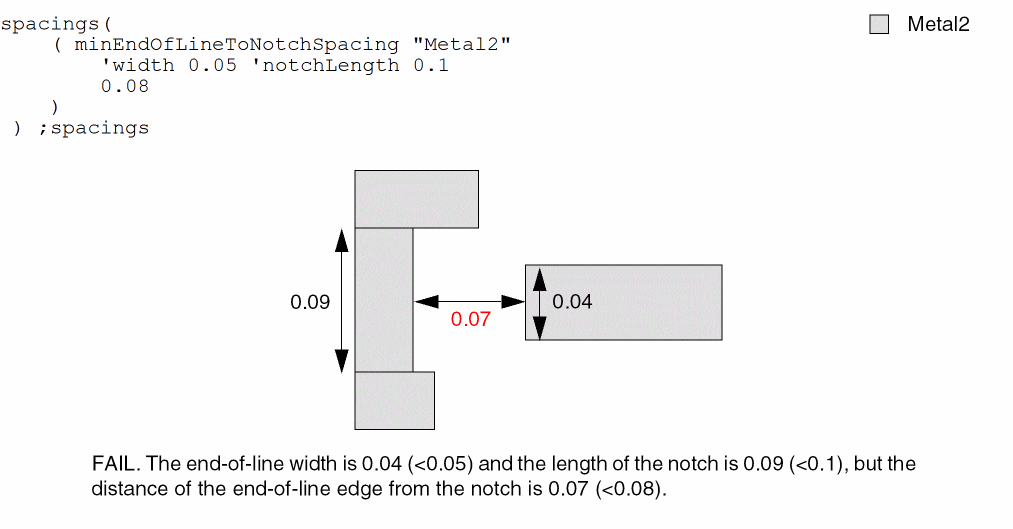 spacings(
( minEndOfLineToNotchSpacing "Metal2"
'width 0.05 'notchLength 0.1
0.08
)
) ;spacings
Metal2
0.09
0.07
0.04
FAIL. The end-of-line width is 0.04 (<0.05) and the length of the notch is 0.09 (<0.1), but the
distance of the end-of-line edge from the notch is 0.07 (<0.08).